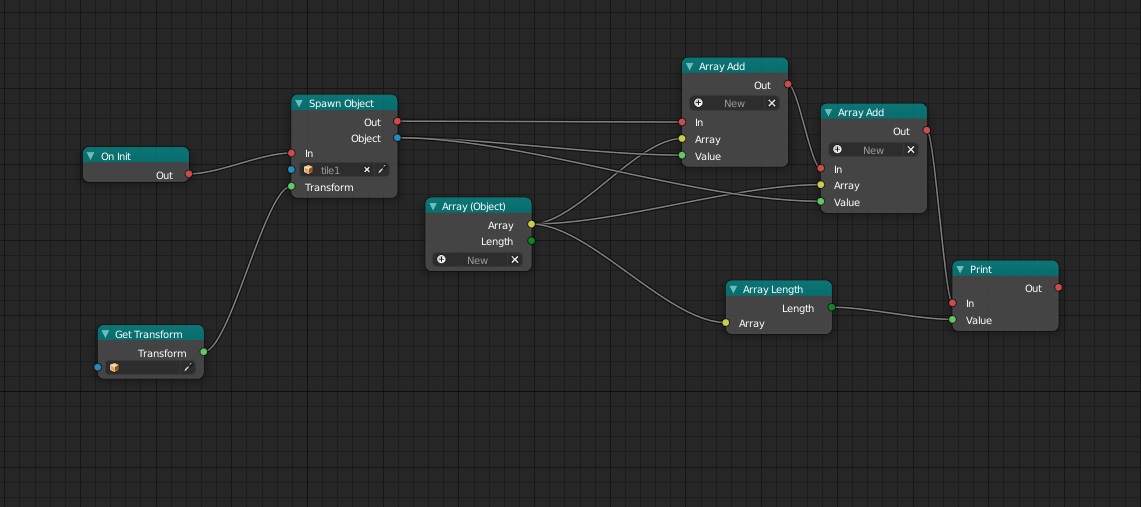 On Init
Out
Get Transform
Transform
Spawn Object
Out
Object
In
tile1
Transform
Array (Object)
Array
Length
New
Array Add
Out
New
In
Array
Value
Array Add
Out
New
In
Array
Value
Array Length
Length
Array
Print
Out
In
Value